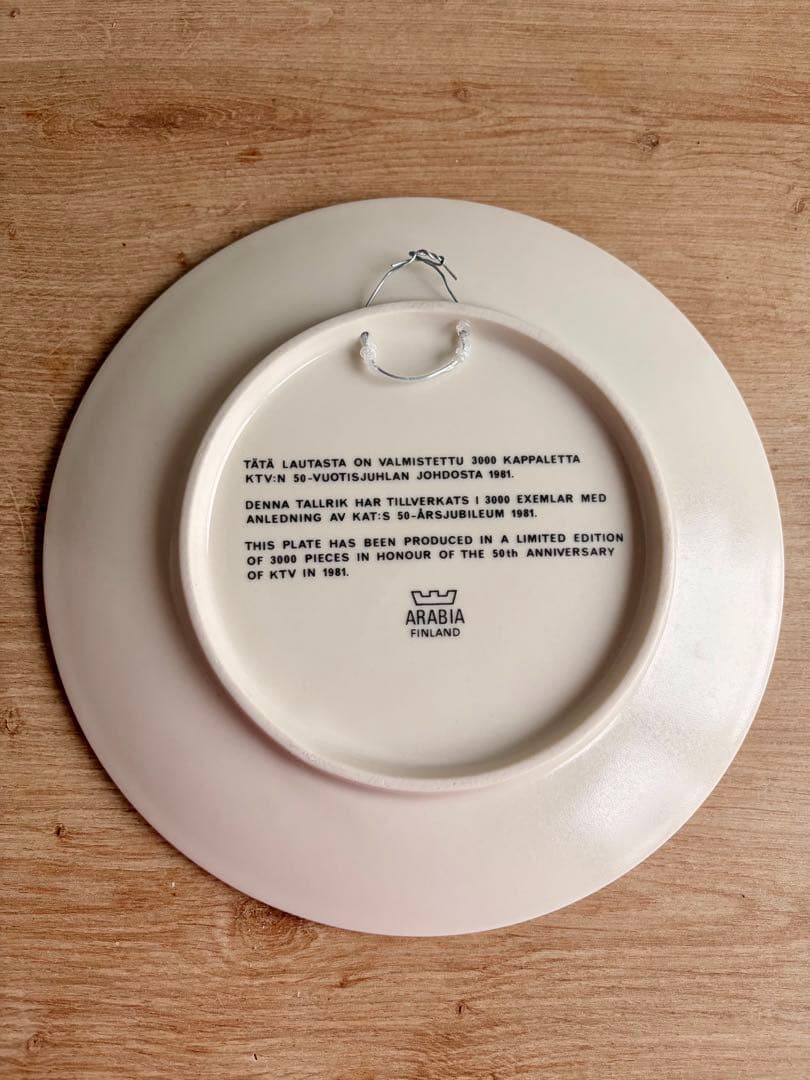 TÄTÄ LAUTASTA ON VALMISTETTU 3000 KAPPALETTA
KTV:N 50-VUOTISJUHLAN JOHDOSTA 1981.
DENNA TALLRIK HAR TILLVERKATS I 3000 EXEMLAR MED
ANLEDNING AV KAT:S 50-ÅRSJUBILEUM 1981.
THIS PLATE HAS BEEN PRODUCED IN A LIMITED EDITION
OF 3000 PIECES IN HONOUR OF THE 50th ANNIVERSARY
OF KTV IN 1981.
ARABIA
FINLAND